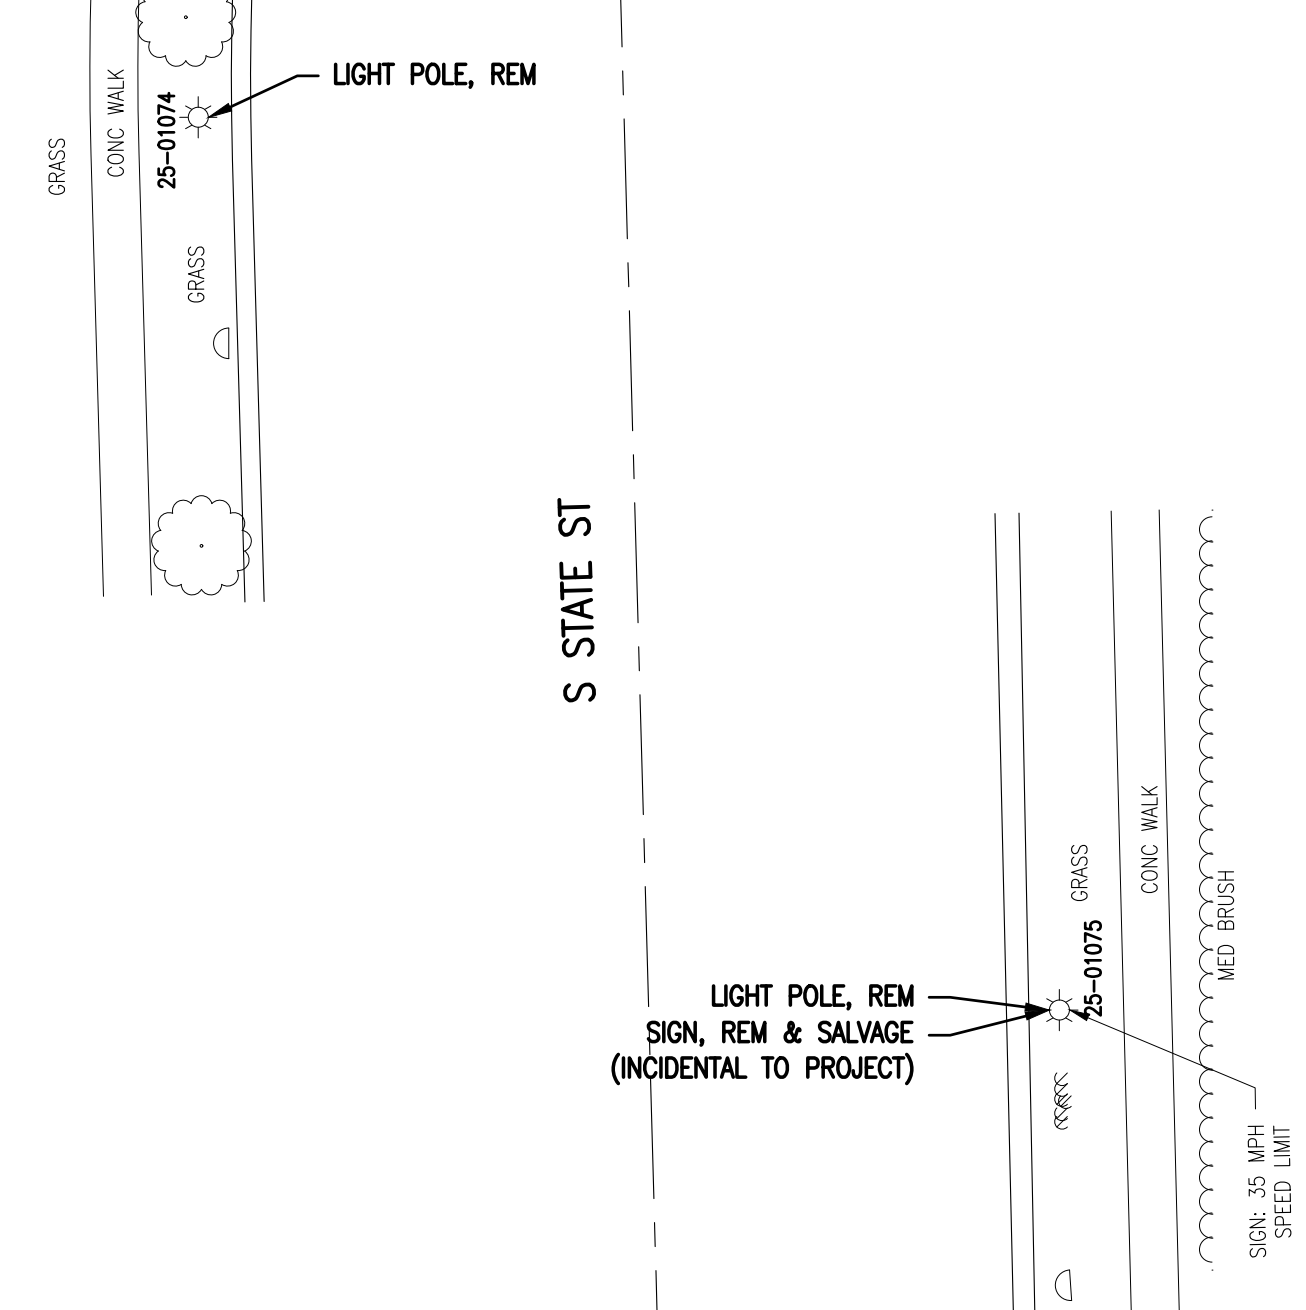 LIGHT POLE, REM
GRASS
CONC WALK
25-01074
GRASS
S STATE ST
GRASS
CONC WALK
MED BRUSH
25-01075
LIGHT POLE, REM
SIGN, REM & SALVAGE
(INCIDENTAL TO PROJECT)
SIGN: 35 MPH
SPEED LIMIT